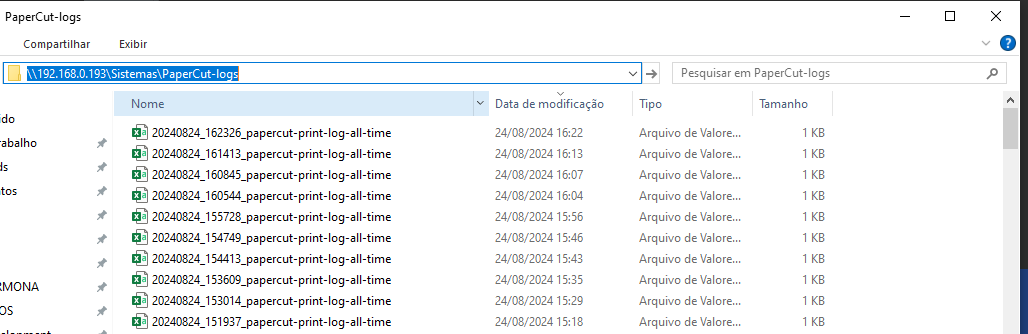 PaperCut-logs
Compartilhar Exibir
\\192.168.0.193\Sistemas\PaperCut-logs Pesquisar em PaperCut-logs
Nome Data de modificação Tipo Tamanho
20240824_162326_papercut-print-log-all-time 24/08/2024 16:22 Arquivo de Valore... 1 KB
20240824_161413_papercut-print-log-all-time 24/08/2024 16:13 Arquivo de Valore... 1 KB
20240824_160845_papercut-print-log-all-time 24/08/2024 16:07 Arquivo de Valore... 1 KB
20240824_160544_papercut-print-log-all-time 24/08/2024 16:04 Arquivo de Valore... 1 KB
20240824_155728_papercut-print-log-all-time 24/08/2024 15:56 Arquivo de Valore... 1 KB
20240824_154749_papercut-print-log-all-time 24/08/2024 15:46 Arquivo de Valore... 1 KB
20240824_154413_papercut-print-log-all-time 24/08/2024 15:43 Arquivo de Valore... 1 KB
20240824_153609_papercut-print-log-all-time 24/08/2024 15:35 Arquivo de Valore... 1 KB
20240824_153014_papercut-print-log-all-time 24/08/2024 15:29 Arquivo de Valore... 1 KB
20240824_151937_papercut-print-log-all-time 24/08/2024 15:18 Arquivo de Valore... 1 KB
ido
rabalho
ds
ntos
RMONA
OS